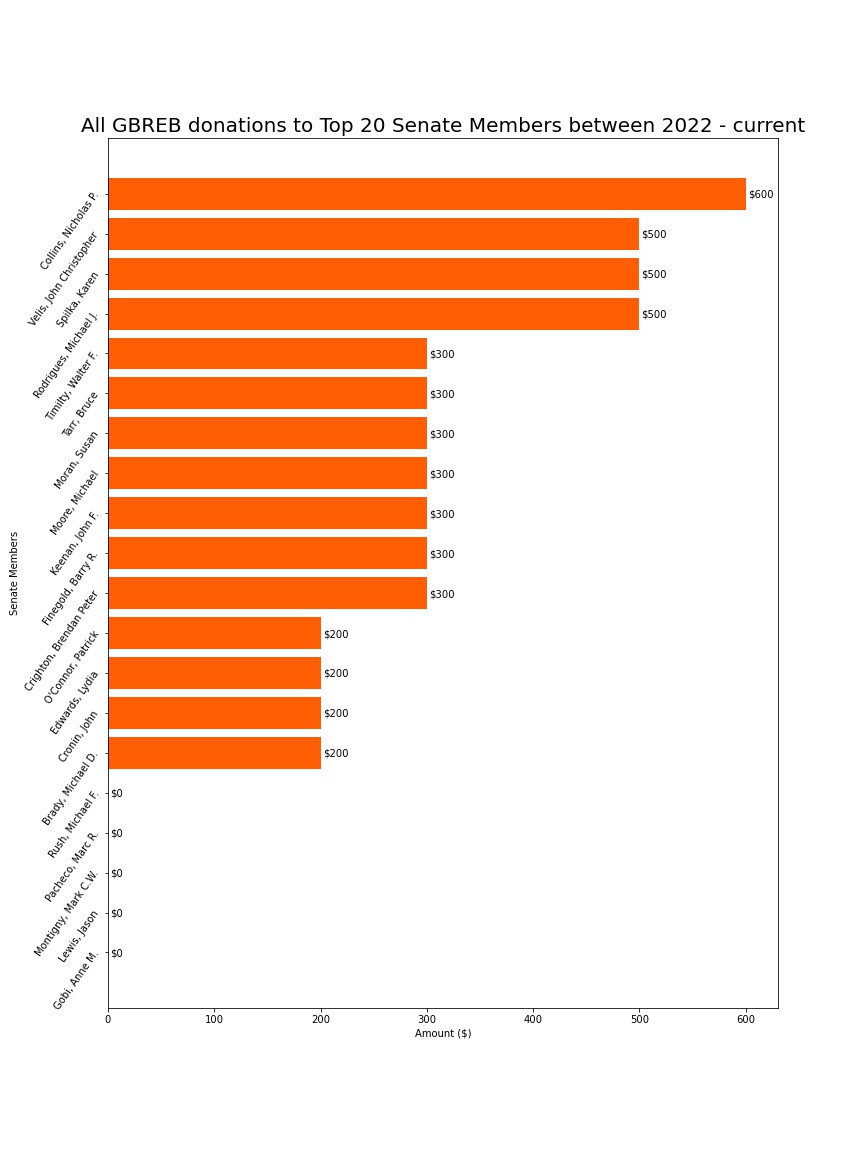 All GBREB donations to Top 20 Senate Members between 2022 - current
Collins, Nicholas P.
$600
Velis, John Christopher
$500
Spilka, Karen
$500
Rodrigues, Michael J.
$500
Timilty, Walter F.
$300
Tarr, Bruce
$300
Moran, Susan
$300
Moore, Michael
$300
Keenan, John F.
$300
Finegold, Barry R.
$300
Crighton, Brendan Peter
$300
O'Connor, Patrick
$200
Edwards, Lydia
$200
Cronin, John
$200
Brady, Michael D.
$200
Rush, Michael F.
$0
Pacheco, Marc R.
$0
Montigny, Mark C.W.
$0
Lewis, Jason
$0
Gobi, Anne M.
$0
Senate Members
0 100 200 300 400 500 600
Amount ($)